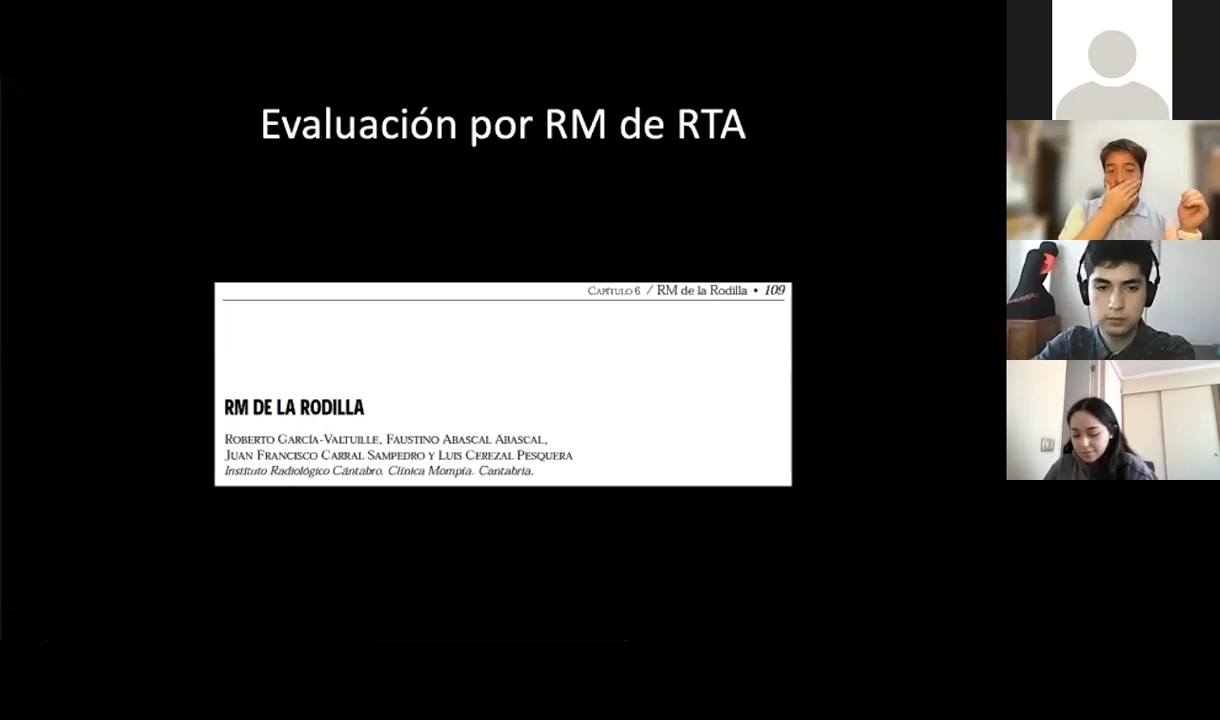 Evaluación por RM de RTA
Capítulo 6 / RM de la Rodilla • 109
RM DE LA RODILLA
Roberto García-Valtuille, Faustino Abascal Abascal,
Juan Francisco Carral Sampedro y Luis Cerezal Pesquera
Instituto Radiológico Cántabro. Clínica Mompía. Cantabria.